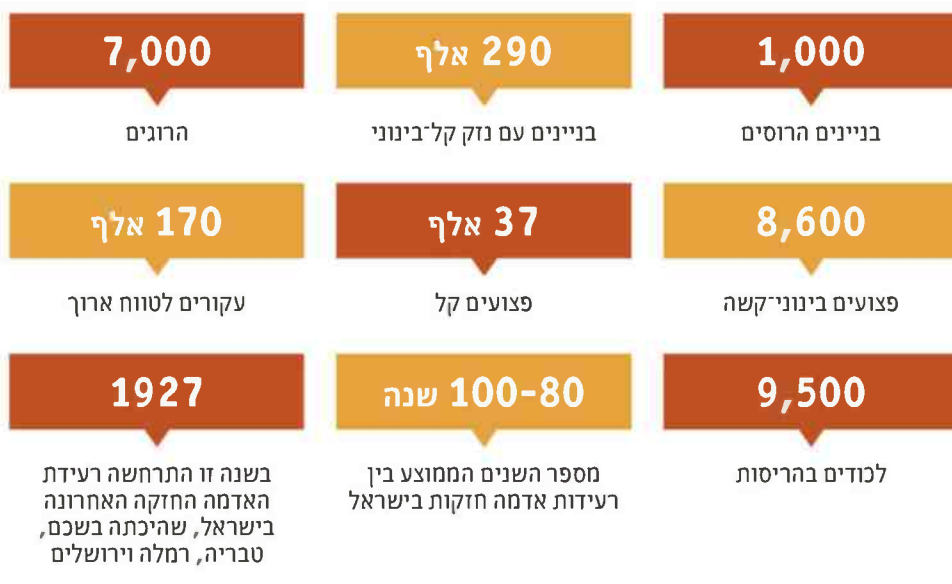 1,000
בניינים הרוסים
290 אלף
בניינים עם נזק קל־בינוני
7,000
הרוגים
8,600
פצועים בינוני־קשה
37 אלף
פצועים קל
170 אלף
עקורים לטווח ארוך
9,500
לכודים בהריסות
80-100 שנה
מספר השנים הממוצע בין
רעידות אדמה חזקות בישראל
1927
בשנה זו התרחשה רעידת
האדמה החזקה האחרונה
בישראל, שהיכתה בשכם,
טבריה, רמלה וירושלים